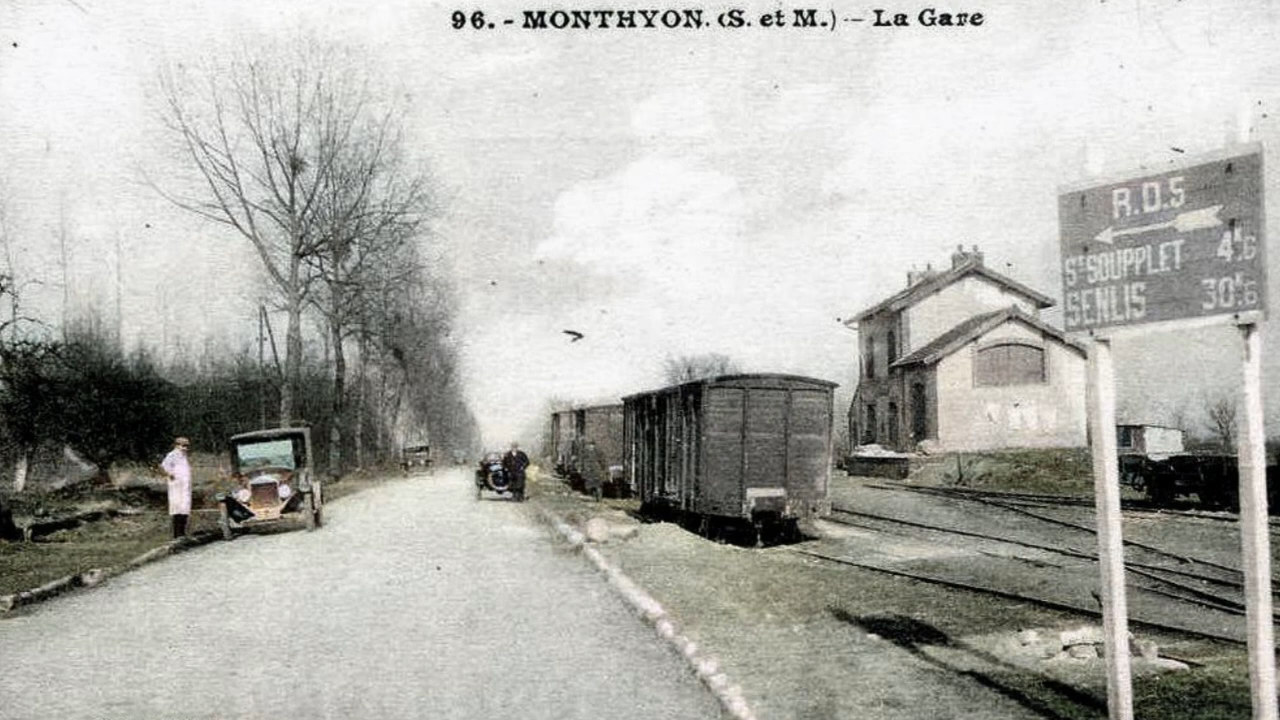 96. - MONTHYON. (S. et M.) - La Gare
R.D.5
St SOUPPLET 4k6
SENLIS 30k6